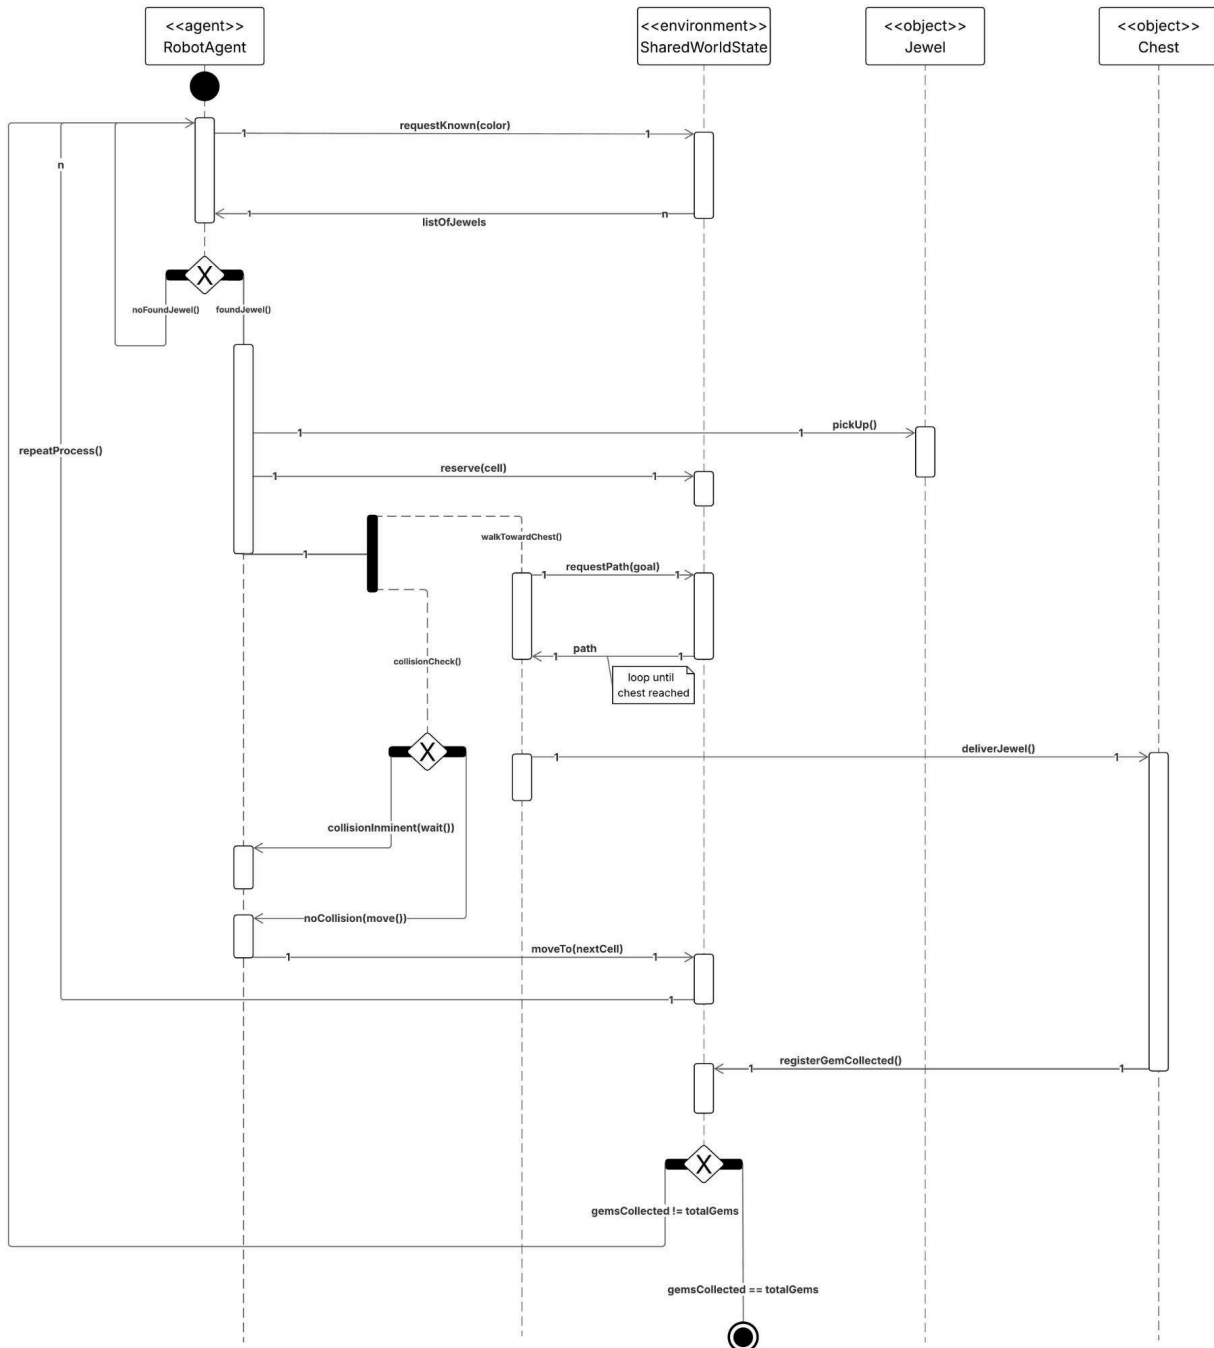 <<agent>>
RobotAgent
<<environment>>
SharedWorldState
<<object>>
Jewel
<<object>>
Chest
requestKnown(color)
1
1
n
listOfJewels
1
n
X
noFoundJewel()
foundJewel()
pickUp()
1
1
repeatProcess()
reserve(cell)
1
1
walkTowardChest()
1
requestPath(goal)
1
1
path
1
1
collisionCheck()
loop until
chest reached
X
deliverJewel()
1
1
collisionInminent(wait())
noCollision(move())
moveTo(nextCell)
1
1
1
registerGemCollected()
1
1
X
gemsCollected != totalGems
gemsCollected == totalGems